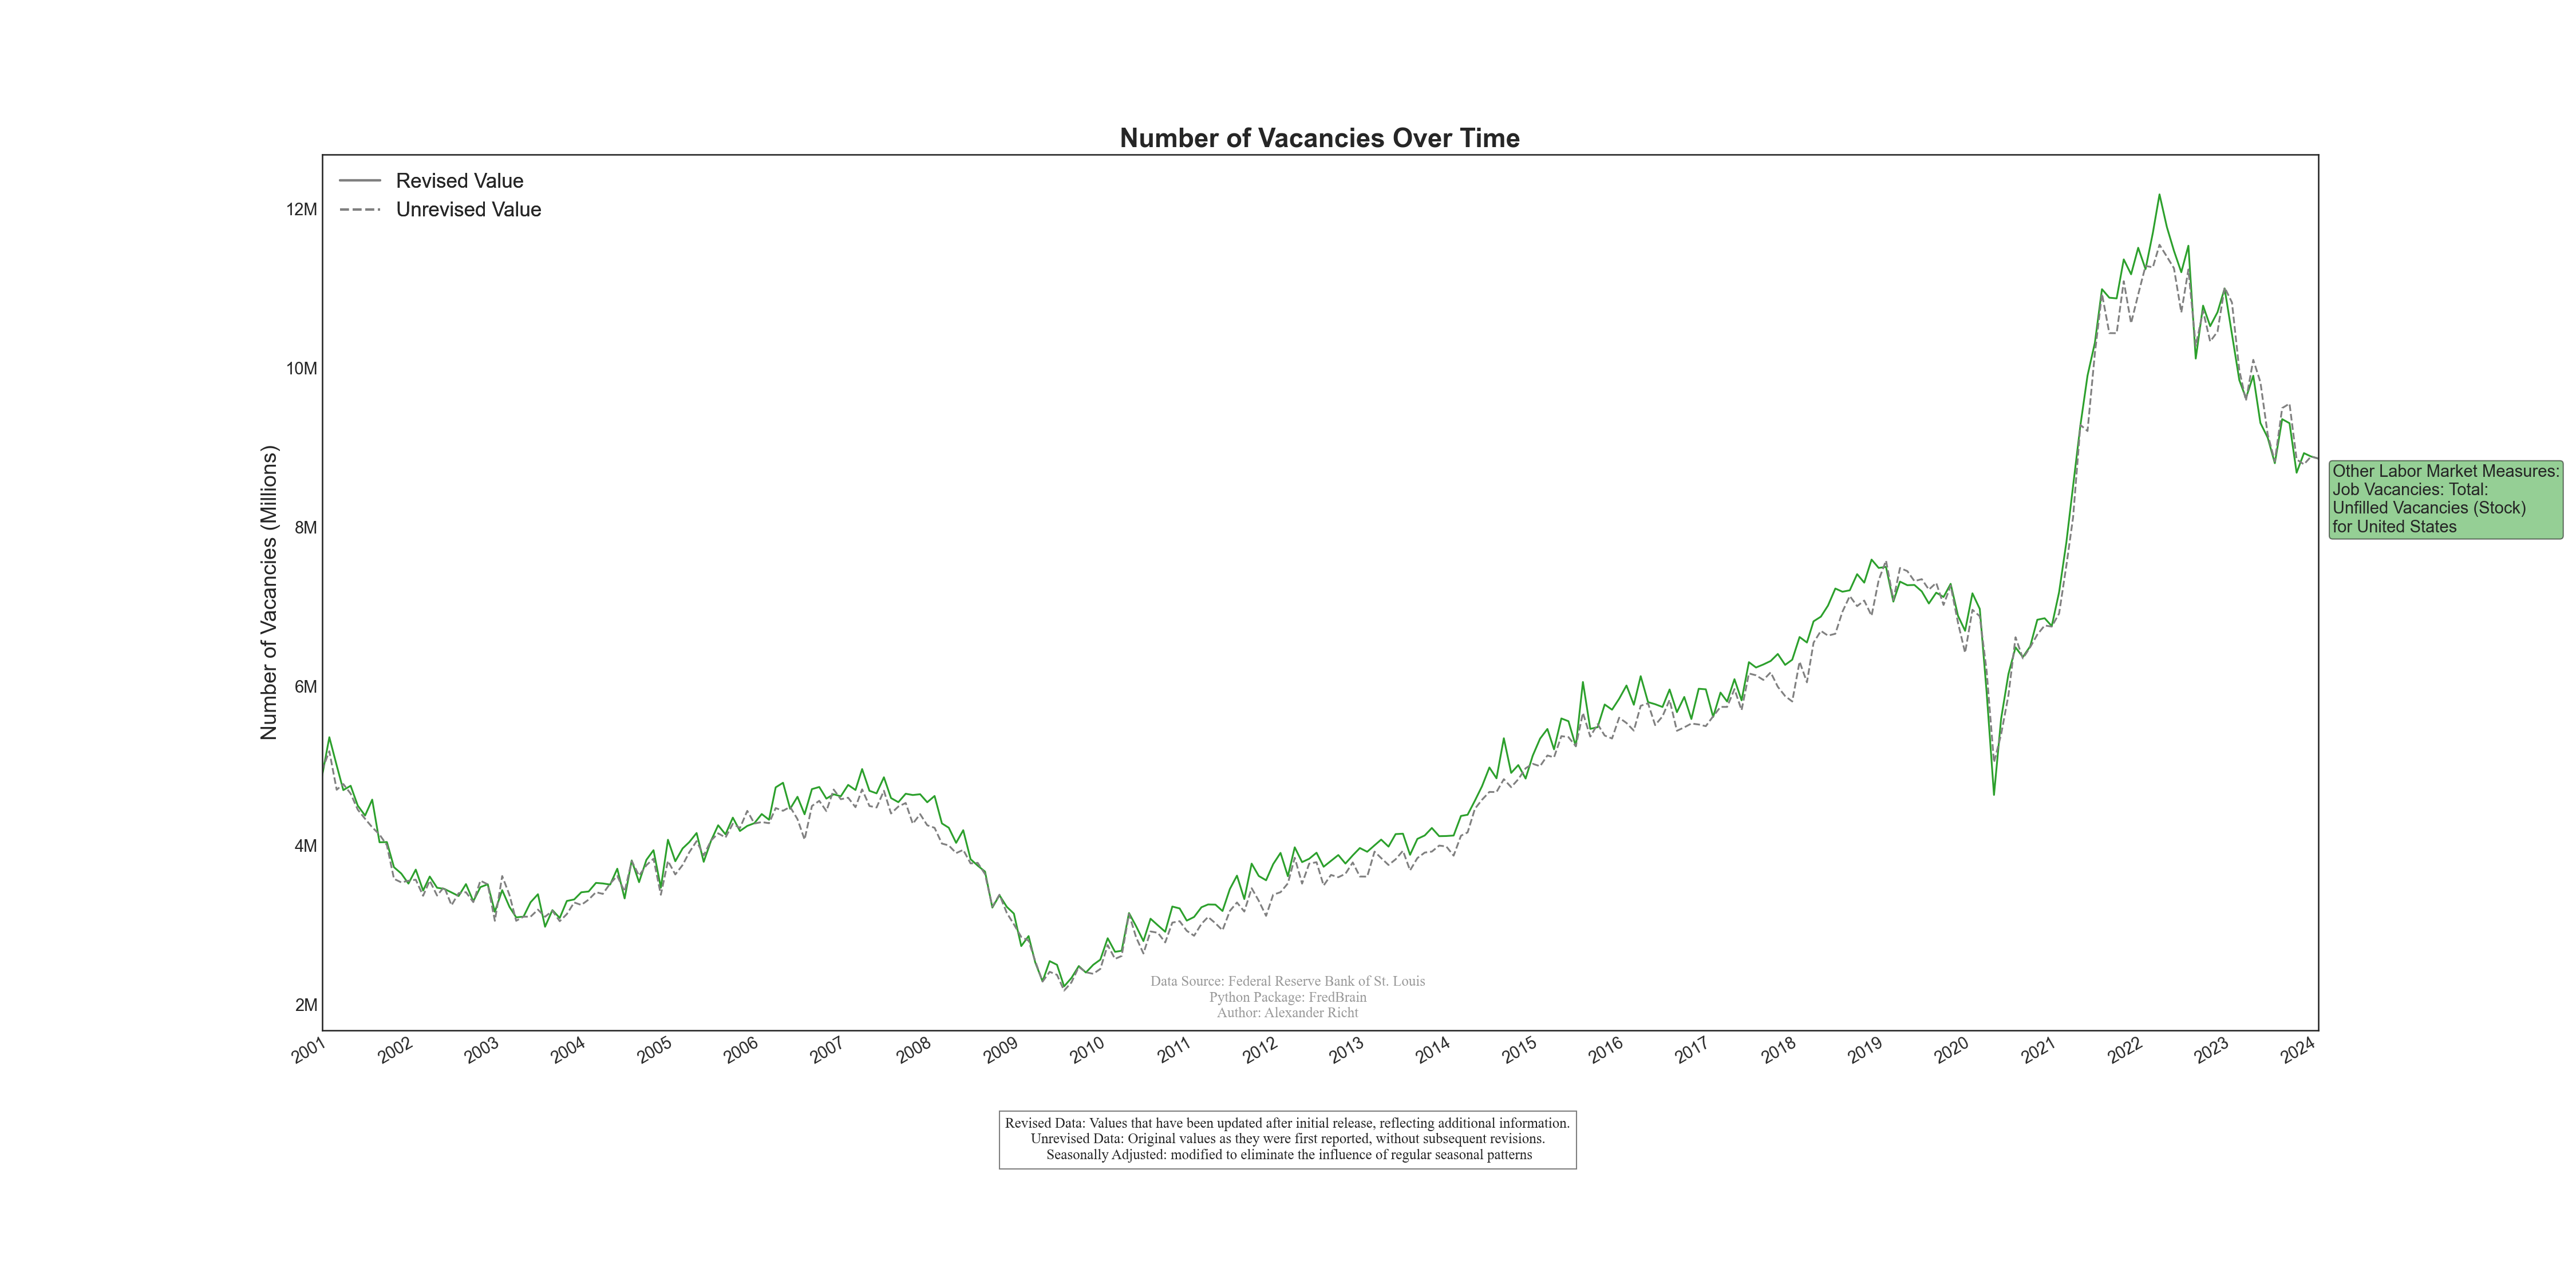 Number of Vacancies Over Time
Revised Value
Unrevised Value
Number of Vacancies (Millions)
12M
10M
8M
6M
4M
2M
Other Labor Market Measures:
Job Vacancies: Total:
Unfilled Vacancies (Stock)
for United States
Data Source: Federal Reserve Bank of St. Louis
Python Package: FredBrain
Author: Alexander Richt
2001 2002 2003 2004 2005 2006 2007 2008 2009 2010 2011 2012 2013 2014 2015 2016 2017 2018 2019 2020 2021 2022 2023 2024
Revised Data: Values that have been updated after initial release, reflecting additional information.
Unrevised Data: Original values as they were first reported, without subsequent revisions.
Seasonally Adjusted: modified to eliminate the influence of regular seasonal patterns